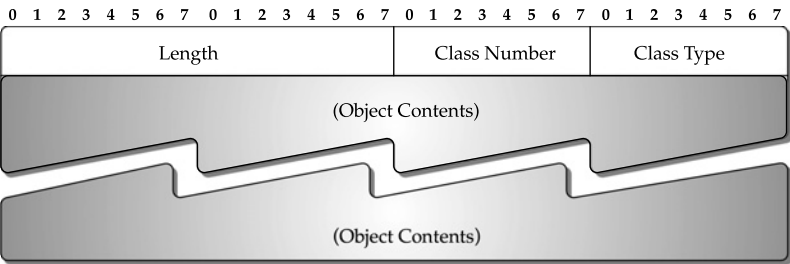 0 1 2 3 4 5 6 7 0 1 2 3 4 5 6 7 0 1 2 3 4 5 6 7 0 1 2 3 4 5 6 7
Length Class Number Class Type
(Object Contents)
(Object Contents)